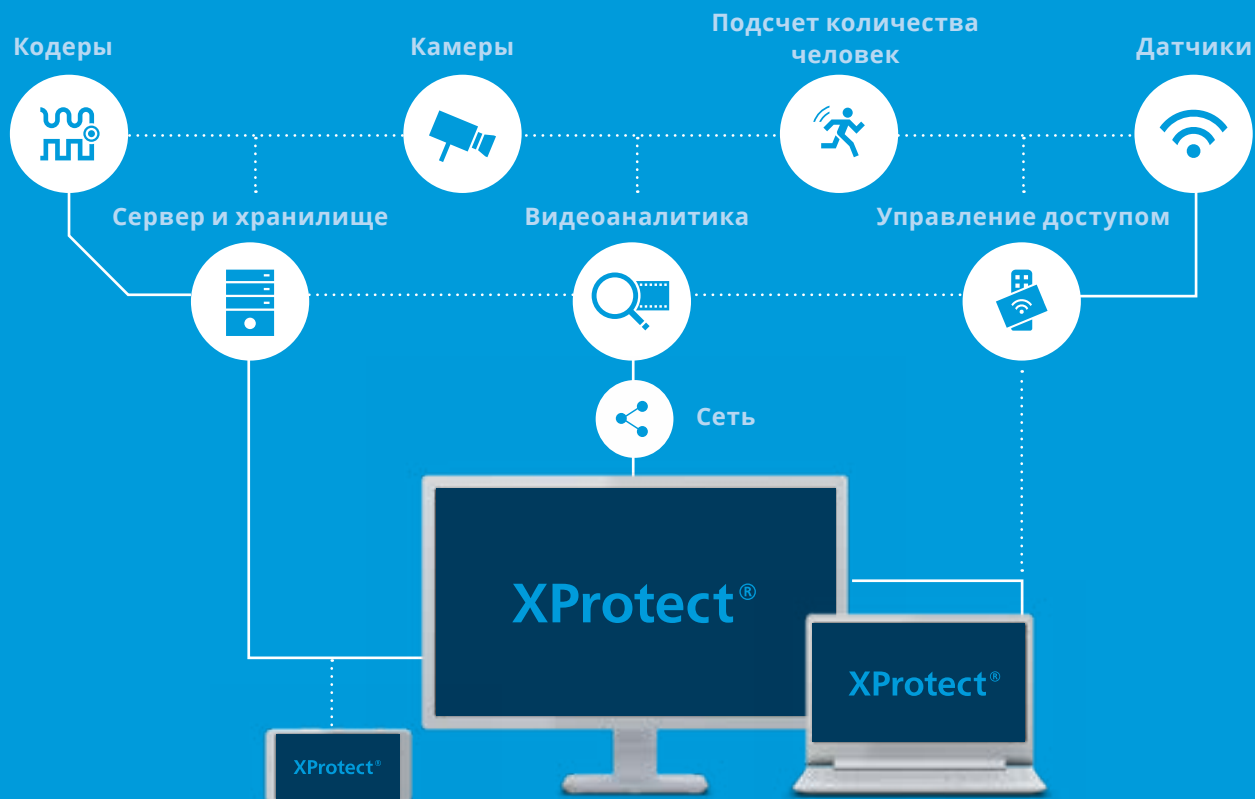 Кодеры
Камеры
Подсчет количества
человек
Датчики
Сервер и хранилище
Видеоаналитика
Управление доступом
Сеть
XProtect®
XProtect®
XProtect®